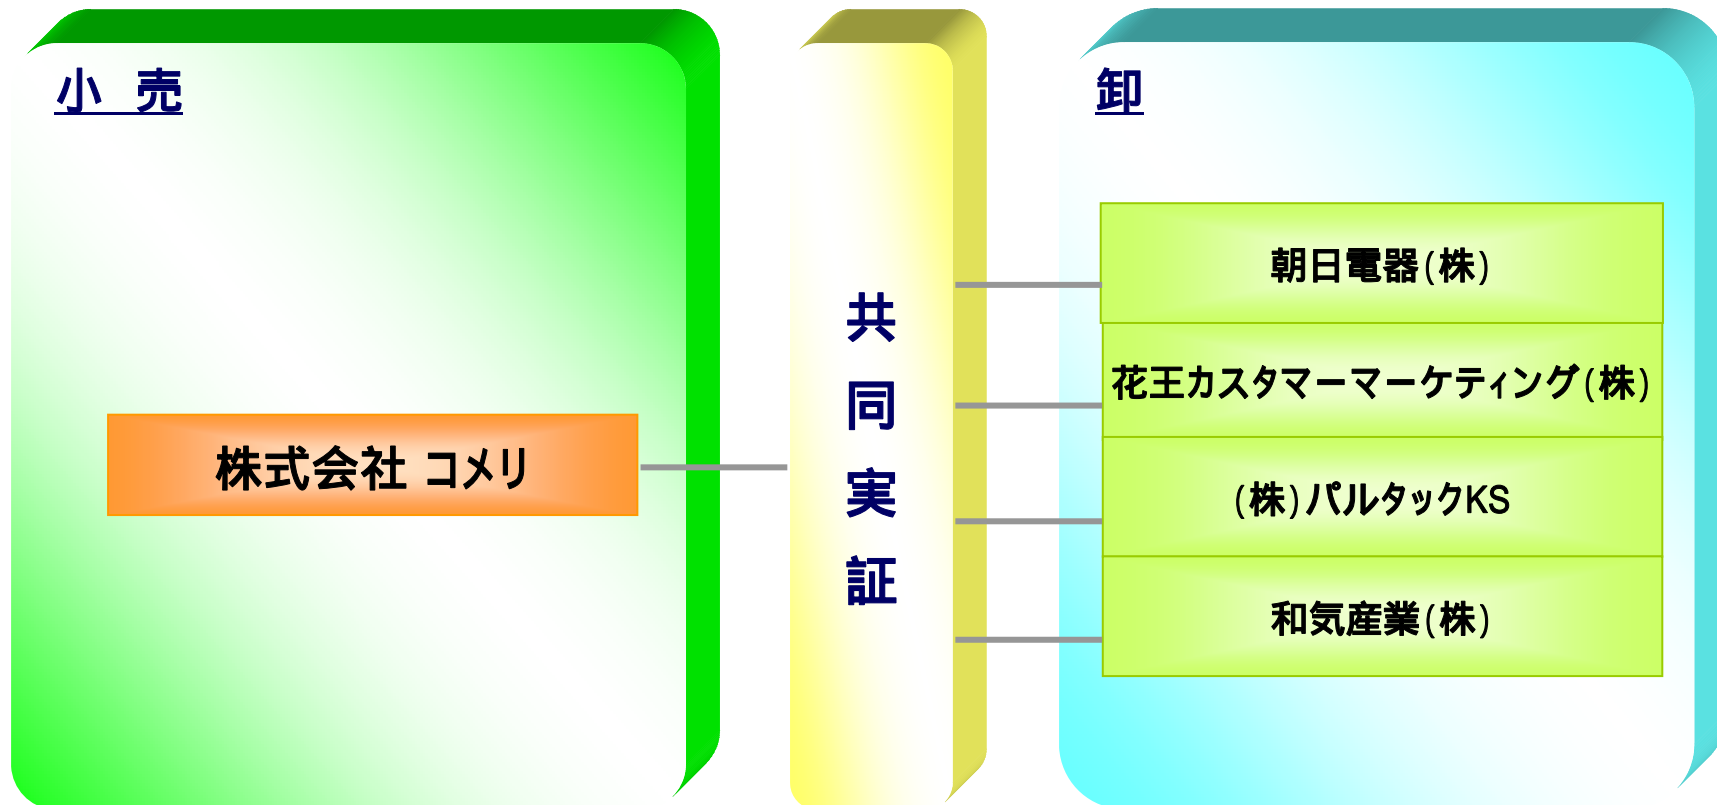 小　売
株式会社 コメリ
共
同
実
証
卸
朝日電器(株)
花王カスタマーマーケティング(株)
(株)パルタックKS
和気産業(株)